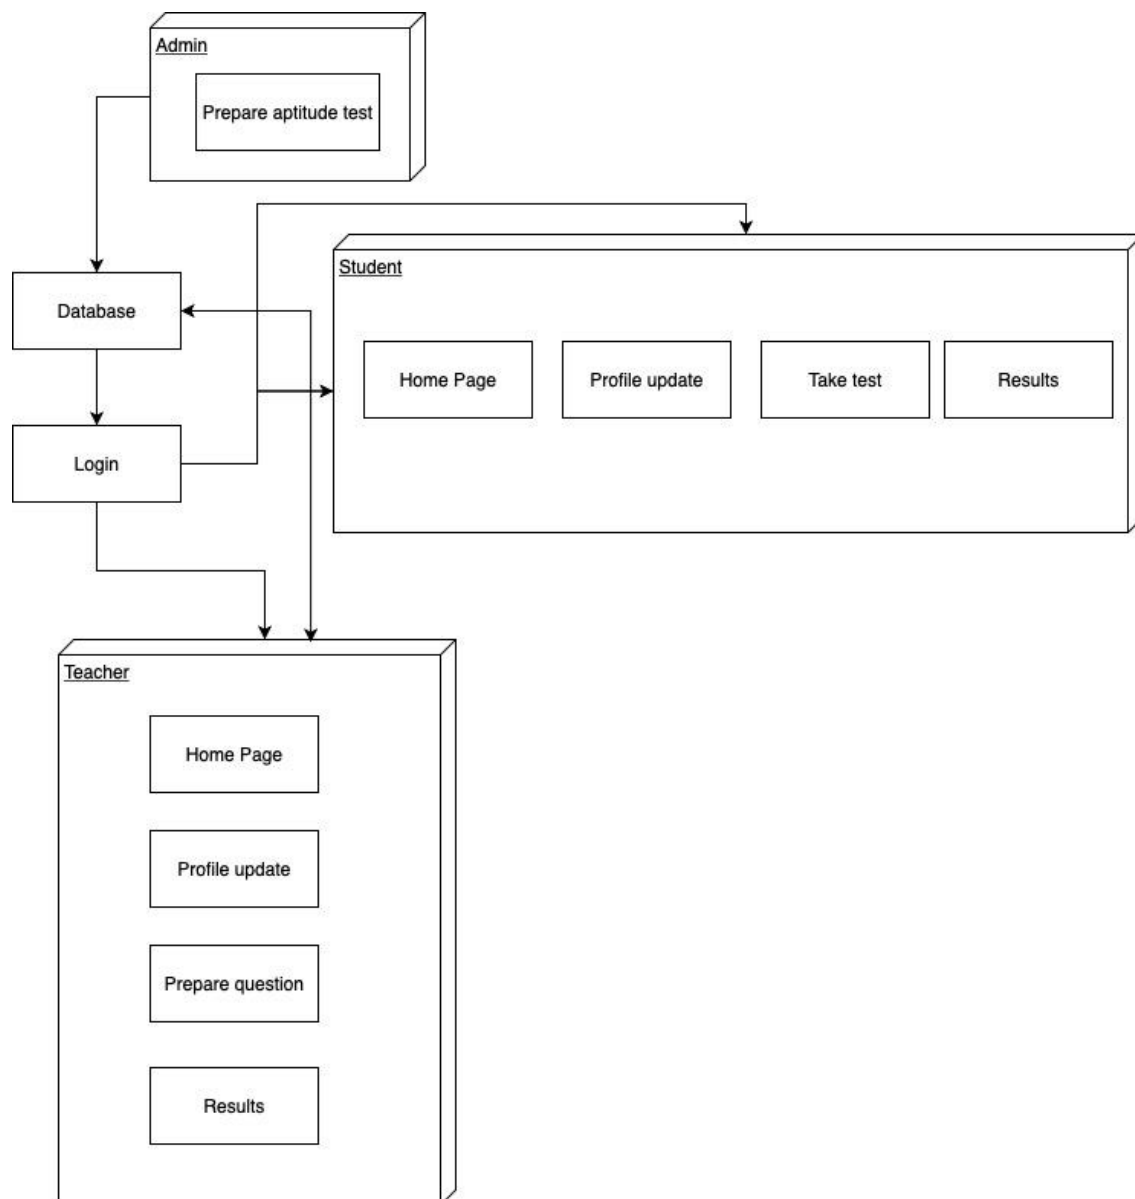 Admin
Prepare aptitude test
Database
Login
Student
Home Page
Profile update
Take test
Results
Teacher
Home Page
Profile update
Prepare question
Results